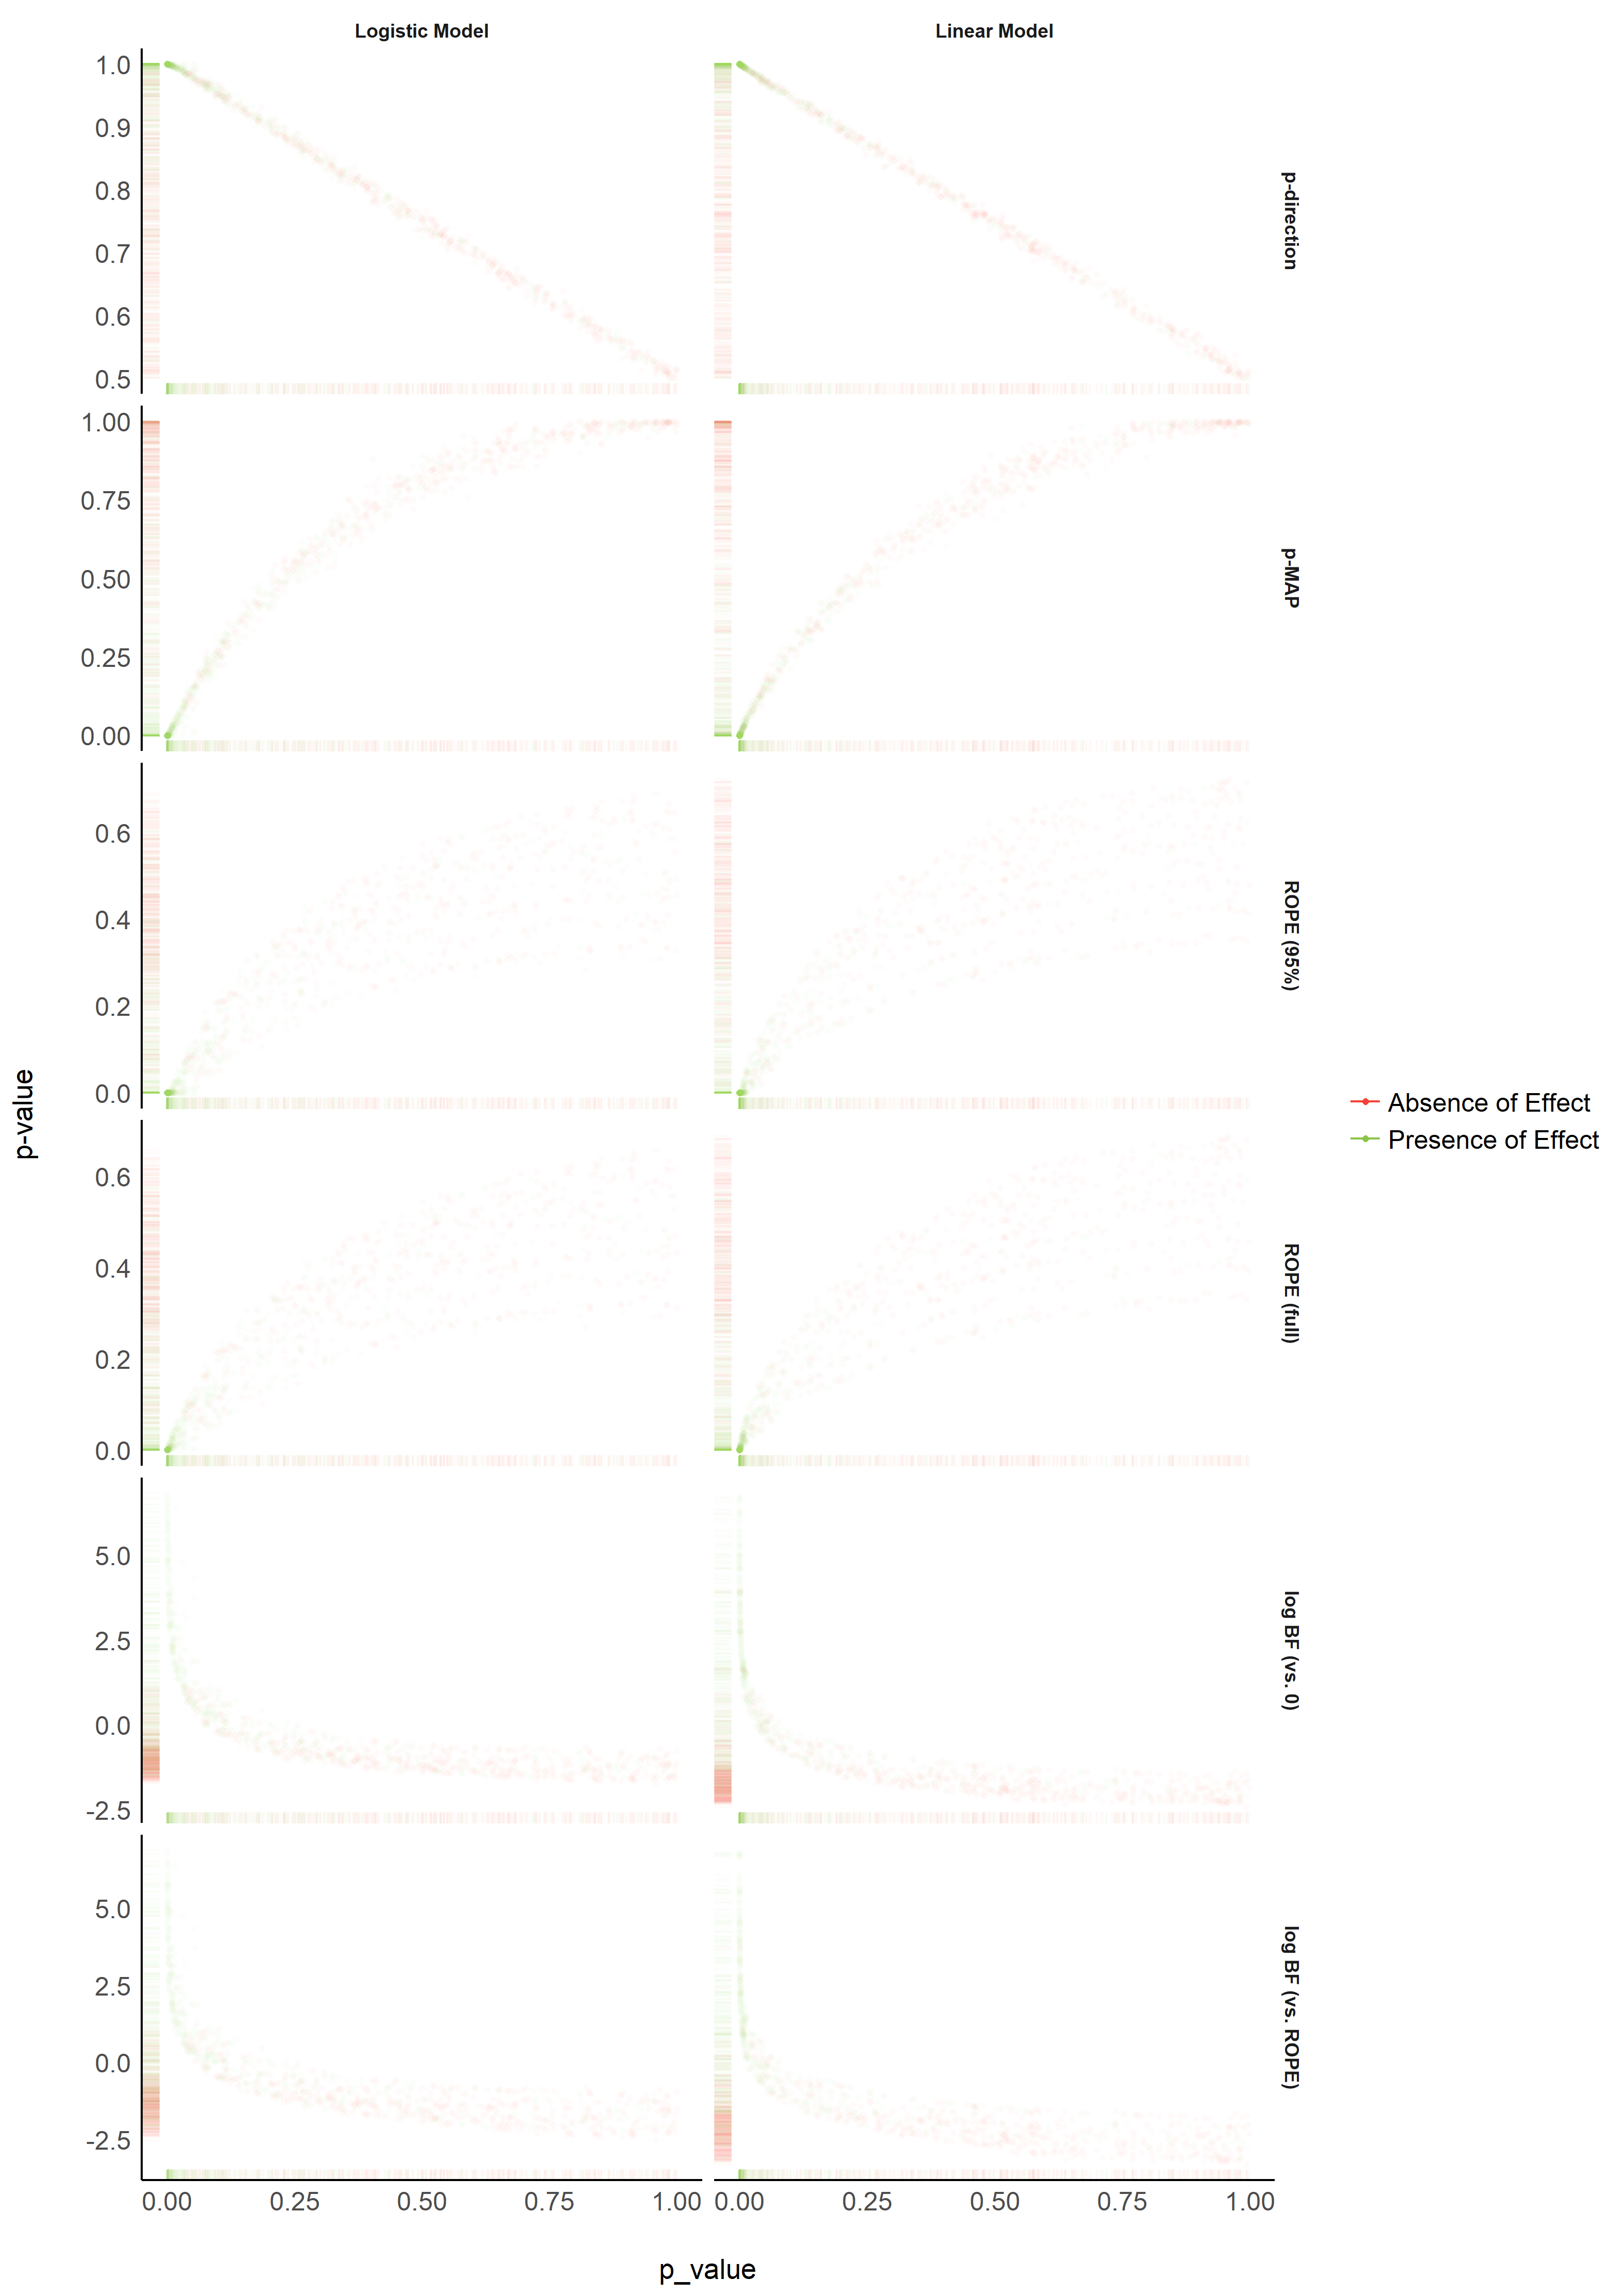 Logistic Model
Linear Model
1.0
0.9
0.8
0.7
0.6
0.5
p-direction
1.00
0.75
0.50
0.25
0.00
p-MAP
0.6
0.4
0.2
0.0
ROPE (95%)
0.6
0.4
0.2
0.0
ROPE (full)
5.0
2.5
0.0
-2.5
log BF (vs. 0)
5.0
2.5
0.0
-2.5
log BF (vs. ROPE)
0.00 0.25 0.50 0.75 1.00
0.00 0.25 0.50 0.75 1.00
p_value
p-value
Absence of Effect
Presence of Effect